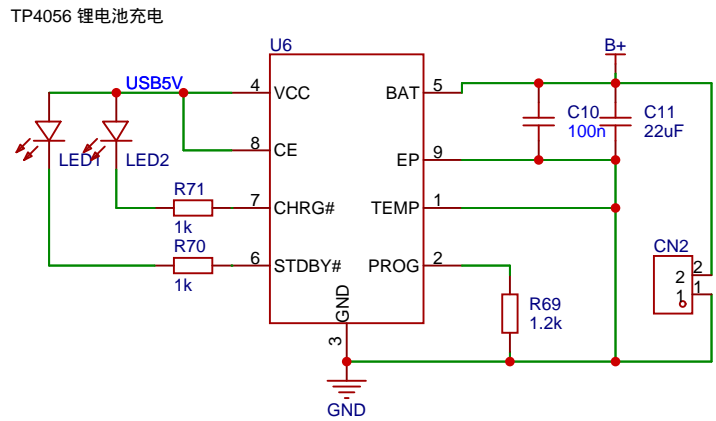 TP4056 锂电池充电
U6
B+
USB5V
4
VCC
BAT
5
C10
100n
C11
22uF
LED1
LED2
8
CE
EP
9
R71
1k
7
CHRG#
TEMP
1
R70
1k
6
STDBY#
PROG
2
CN2
2
2
1
1
R69
1.2k
GND
3
GND